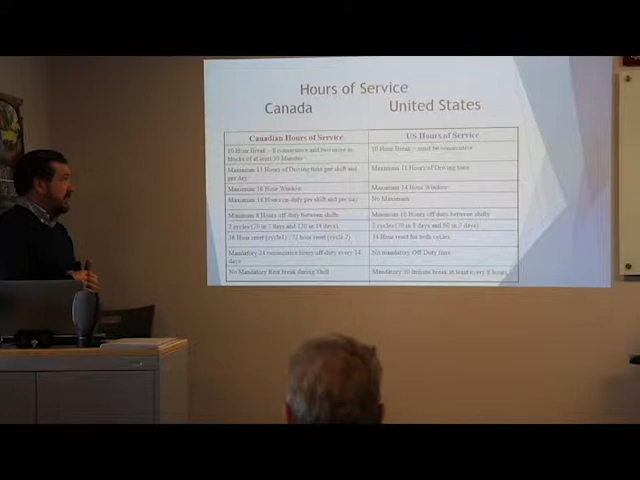 Hours of Service
Canada United States
Canadian Hours of Service US Hours of Service
10 Hour Break – 8 consecutive and two extra in 10 Hour Break – must be consecutive
blocks of at least 30 Minutes
Maximum 13 Hours of Driving time per shift and Maximum 11 Hours of Driving time
per day
Maximum 16 Hour Window Maximum 14 Hour Window
Maximum 14 Hours on-duty per shift and per day No Maximum
Minimum 8 Hours off duty between shifts Minimum 10 Hours off duty between shifts
2 cycles (70 in 7 days and 120 in 14 days) 2 cycles (70 in 8 days and 60 in 7 days)
36 Hour reset (cycle1) 72 hour reset (cycle 2) 34 Hour reset for both cycles
Mandatory 24 consecutive hours off duty every 14 No mandatory Off Duty time
days
No Mandatory Rest Break during Shift Mandatory 30 minute break at least every 8 hours